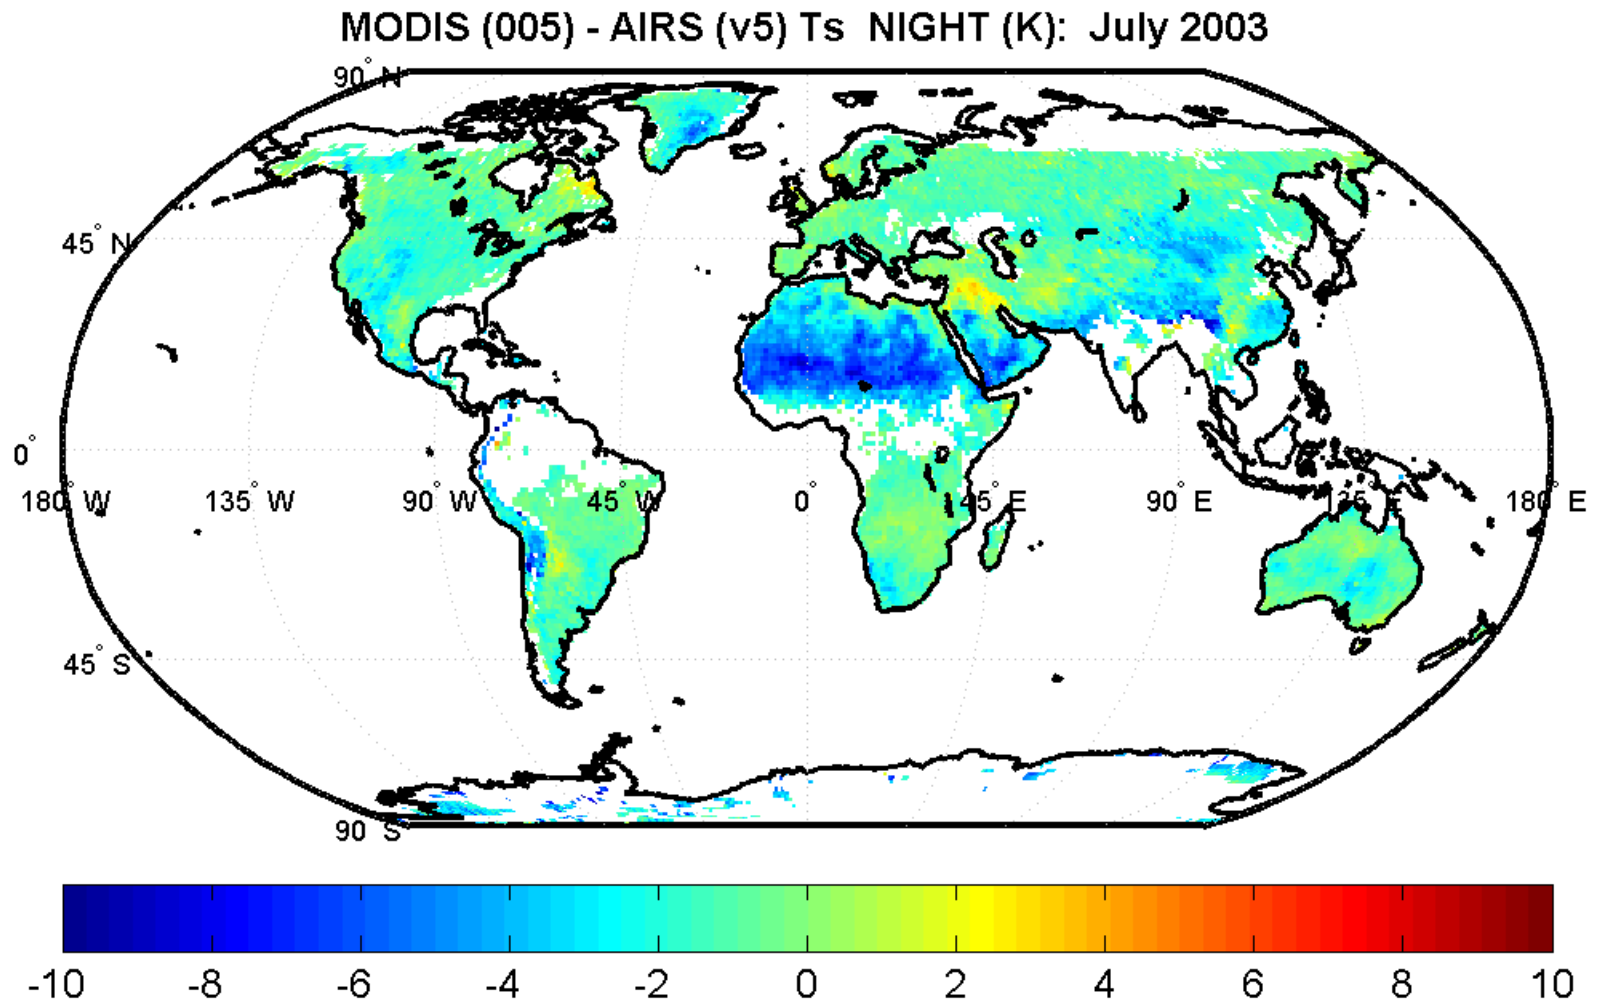 MODIS (005) - AIRS (v5) Ts NIGHT (K): July 2003
90° N
45° N
0°
180° W 135° W 90° W 45° W 0° 45° E 90° E 135° E 180° E
45° S
90° S
-10 -8 -6 -4 -2 0 2 4 6 8 10